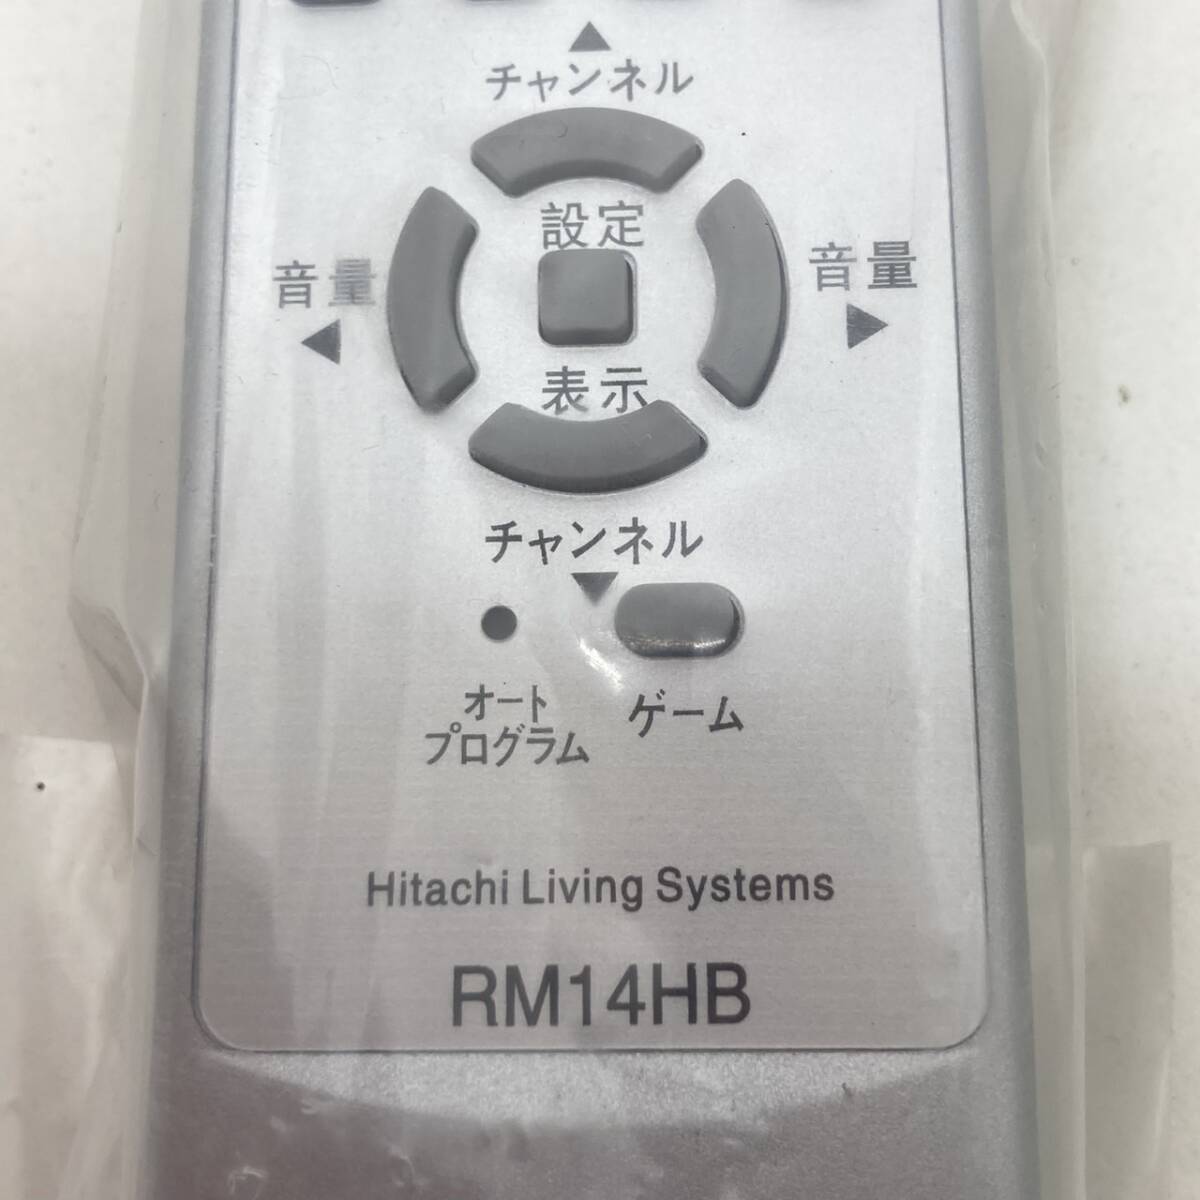 ▲
チャンネル
設定
音量
◀
音量
▶
表示
チャンネル
▼
オート
プログラム
ゲーム
Hitachi Living Systems
RM14HB